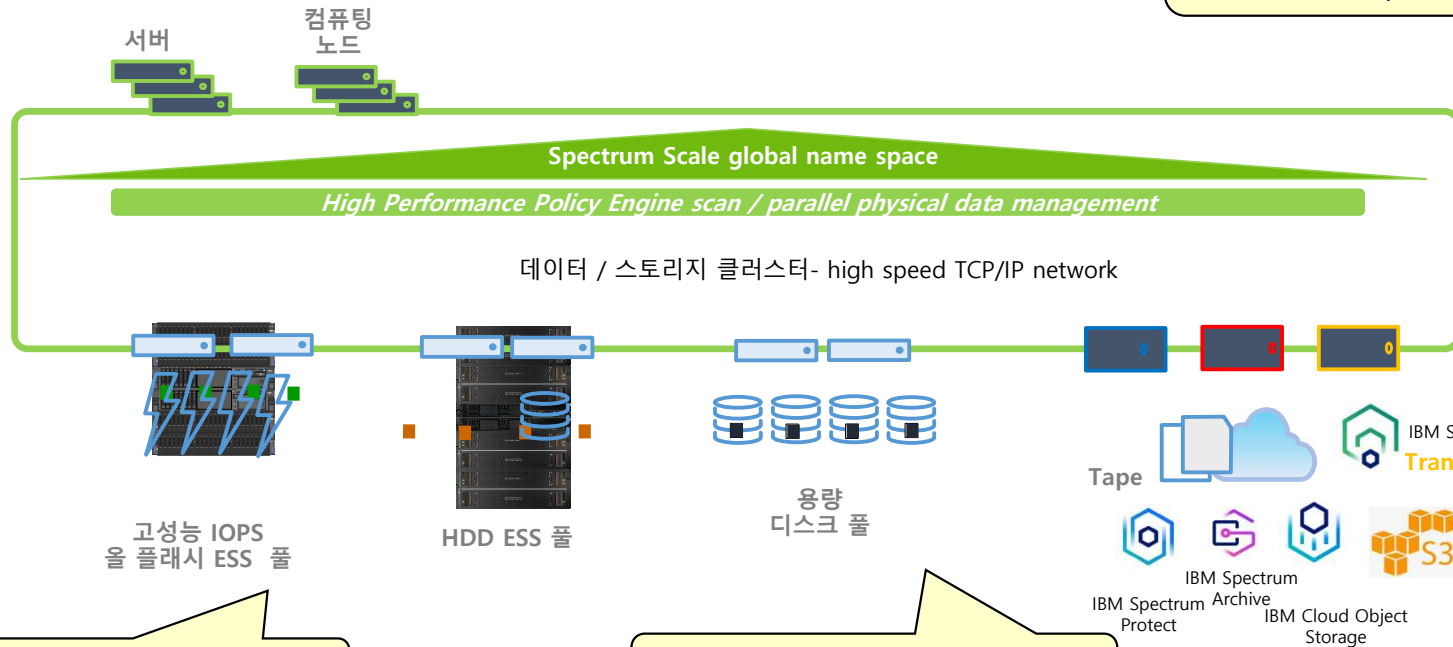 서버
컴퓨팅
노드
Spectrum Scale global name space
High Performance Policy Engine scan / parallel physical data management
데이터 / 스토리지 클러스터- high speed TCP/IP network
고성능 IOPS
올 플래시 ESS 풀
HDD ESS 풀
용량
디스크 풀
Tape
IBM S
Tran
S3
IBM Spectrum
Archive
IBM Spectrum
Protect
IBM Cloud Object
Storage